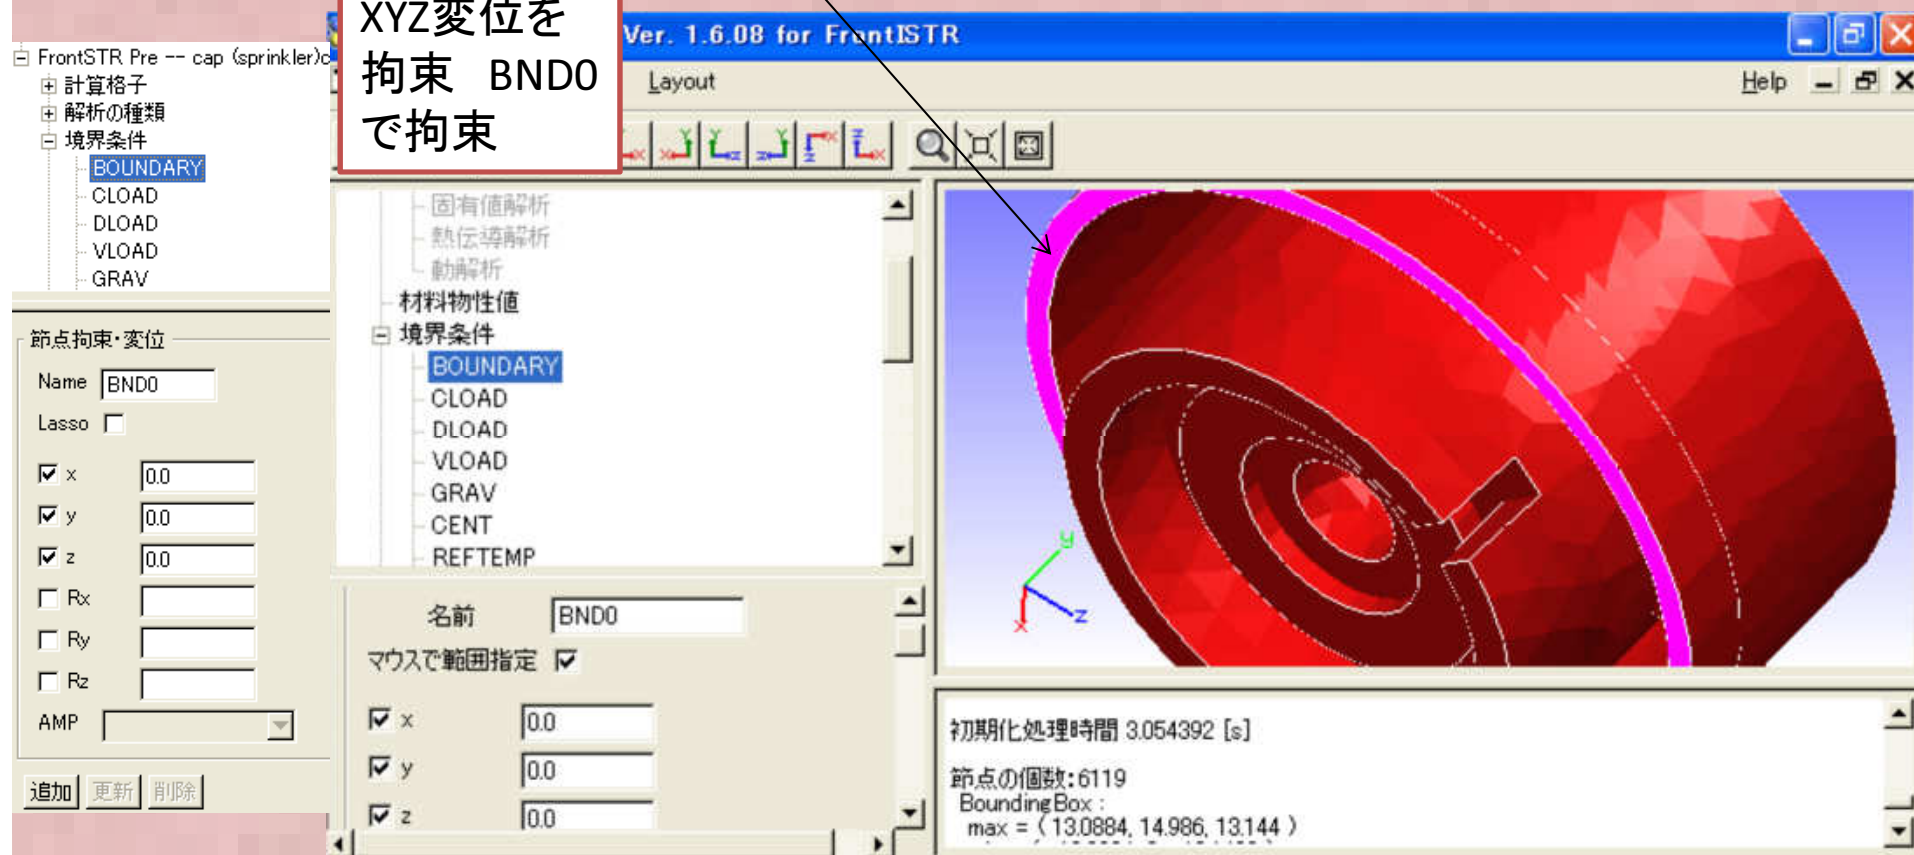 FrontSTR Pre -- cap (sprinkler)c
計算格子
解析の種類
境界条件
BOUNDARY
CLOAD
DLOAD
VLOAD
GRAV
節点拘束・変位
Name BND0
Lasso
x 0.0
y 0.0
z 0.0
Rx
Ry
Rz
AMP
追加 更新 削除
XYZ変位を
拘束 BND0
で拘束
Ver. 1.6.08 for FrontISTR
Layout
Help
固有値解析
熱伝導解析
動解析
材料物性値
境界条件
BOUNDARY
CLOAD
DLOAD
VLOAD
GRAV
CENT
REFTEMP
名前 BND0
マウスで範囲指定
x 0.0
y 0.0
z 0.0
y
z
x
初期化処理時間 3.054392 [s]
節点の個数:6119
BoundingBox :
max = ( 13.0884, 14.986, 13.144 )